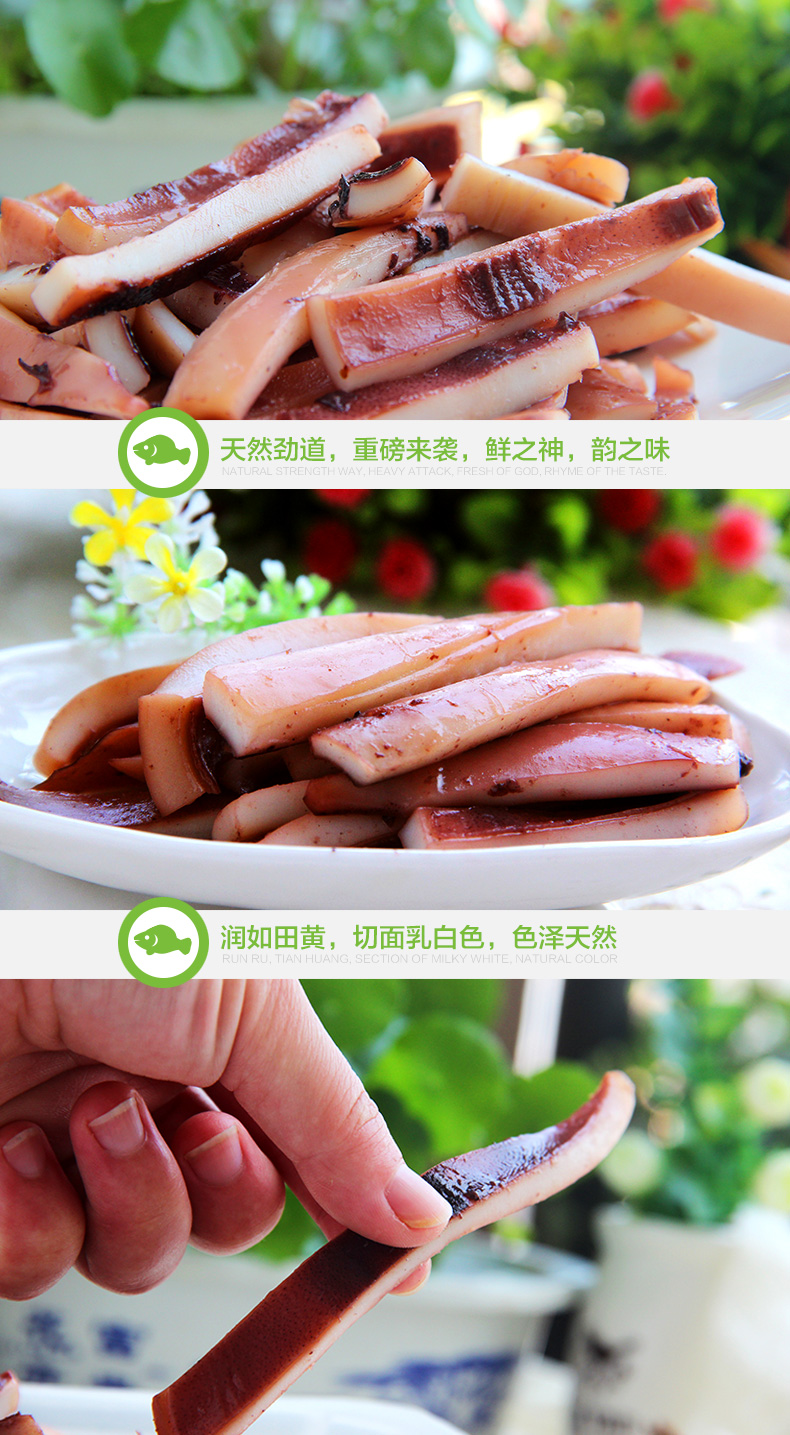 天然劲道，重磅来袭，鲜之神，韵之味
NATURAL STRENGTH WAY, HEAVY ATTACK, FRESH OF GOD, RHYME OF THE TASTE.
润如田黄，切面乳白色，色泽天然
RUN RU, TIAN HUANG, SECTION OF MILKY WHITE, NATURAL COLOR